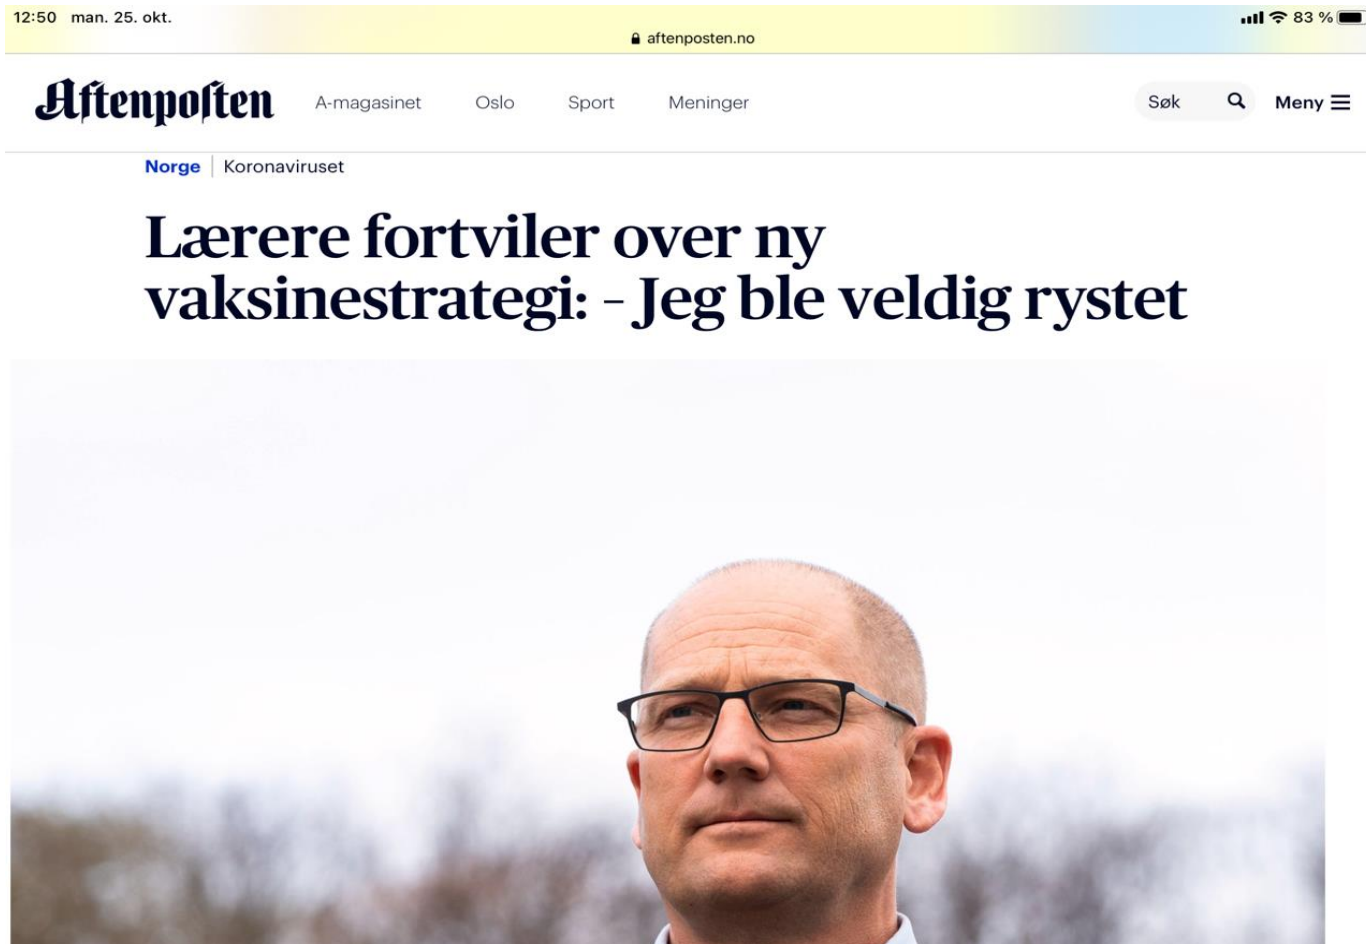 12:50 man. 25. okt.
83 %
aftenposten.no
Aftenposten
A-magasinet Oslo Sport Meninger
Søk Meny
Norge Koronaviruset
Lærere fortviler over ny
vaksinestrategi: – Jeg ble veldig rystet